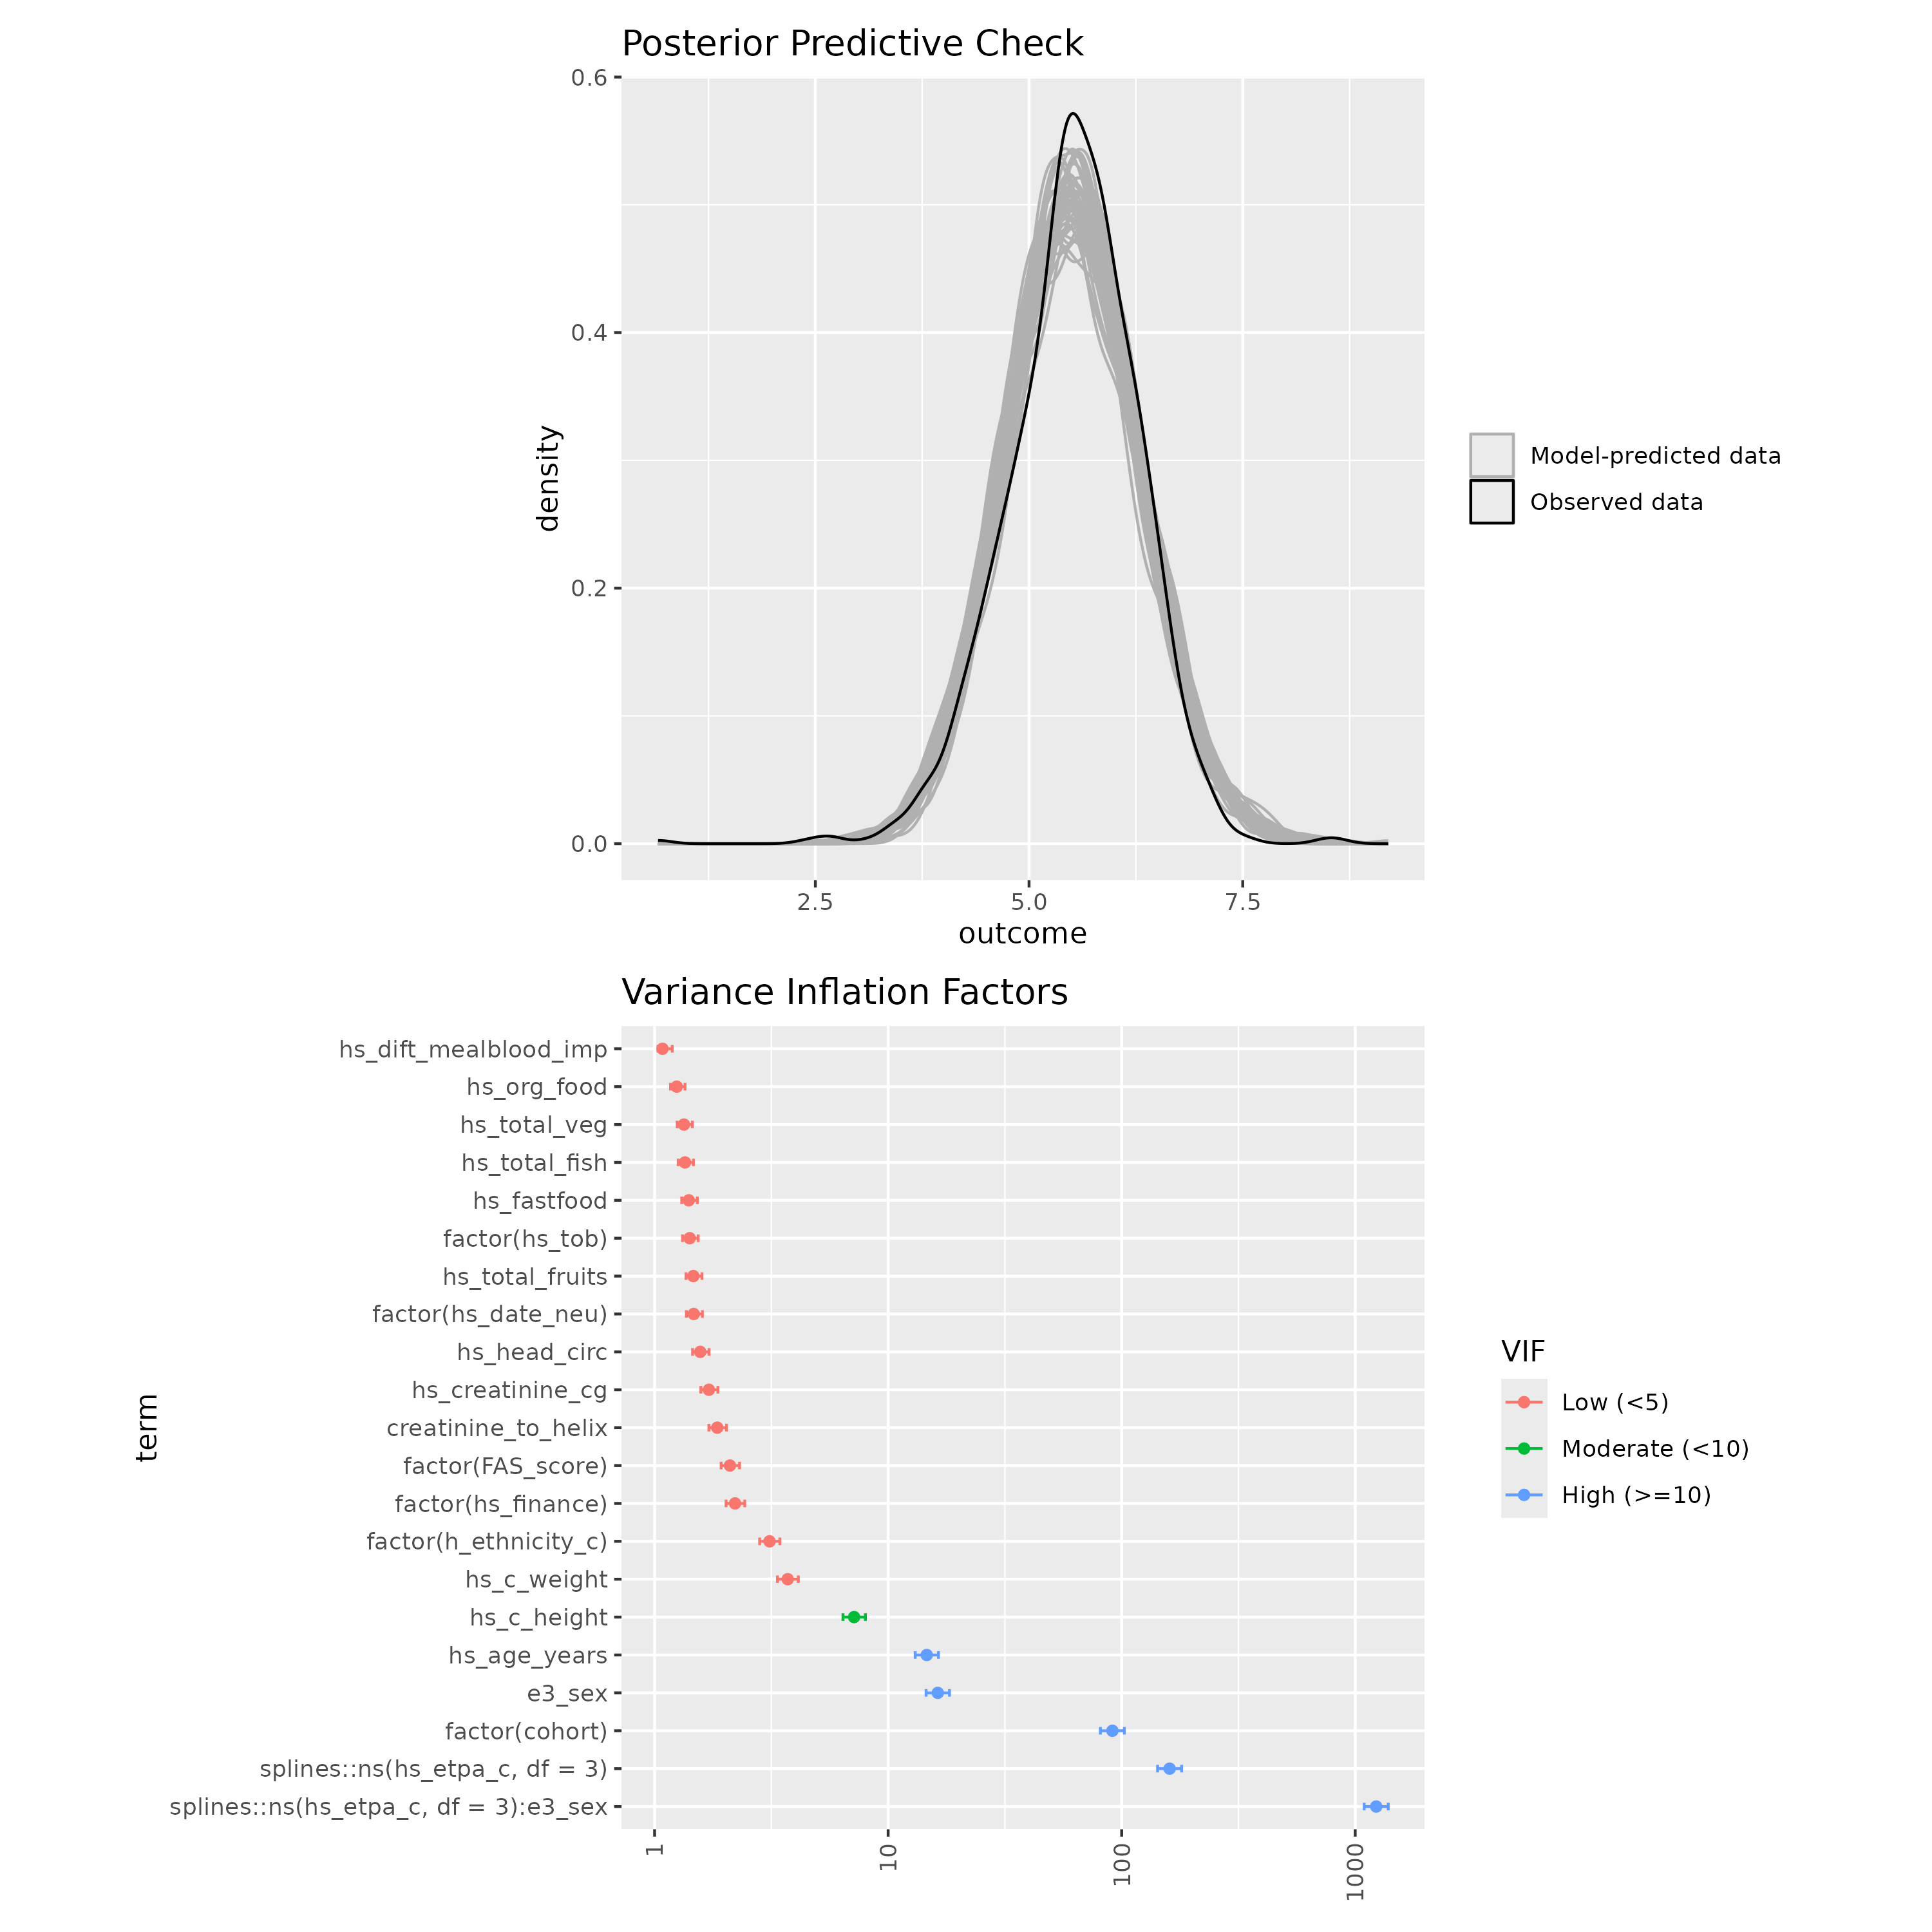 Posterior Predictive Check
0.6
0.4
0.2
0.0
density
2.5 5.0 7.5
outcome
Model-predicted data
Observed data
Variance Inflation Factors
term
hs_dift_mealblood_imp
hs_org_food
hs_total_veg
hs_total_fish
hs_fastfood
factor(hs_tob)
hs_total_fruits
factor(hs_date_neu)
hs_head_circ
hs_creatinine_cg
creatinine_to_helix
factor(FAS_score)
factor(hs_finance)
factor(h_ethnicity_c)
hs_c_weight
hs_c_height
hs_age_years
e3_sex
factor(cohort)
splines::ns(hs_etpa_c, df = 3)
splines::ns(hs_etpa_c, df = 3):e3_sex
1 10 100 1000
VIF
Low (<5)
Moderate (<10)
High (>=10)